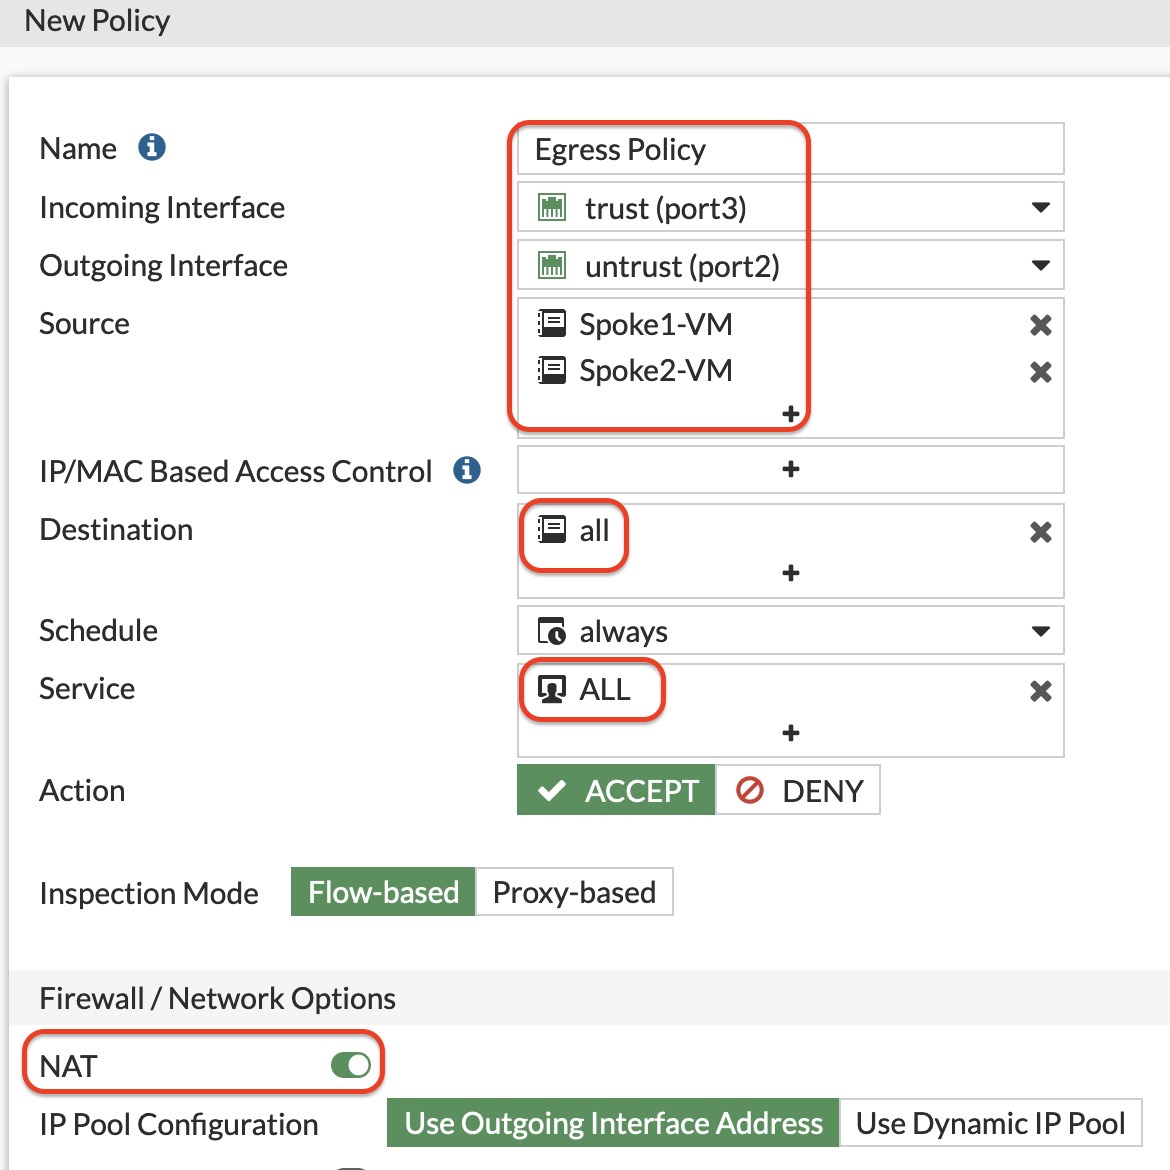 New Policy
Name
Egress Policy
Incoming Interface
trust (port3)
Outgoing Interface
untrust (port2)
Source
Spoke1-VM
Spoke2-VM
+
IP/MAC Based Access Control
+
Destination
all
+
Schedule
always
Service
ALL
+
Action
ACCEPT DENY
Inspection Mode Flow-based Proxy-based
Firewall / Network Options
NAT
IP Pool Configuration Use Outgoing Interface Address Use Dynamic IP Pool